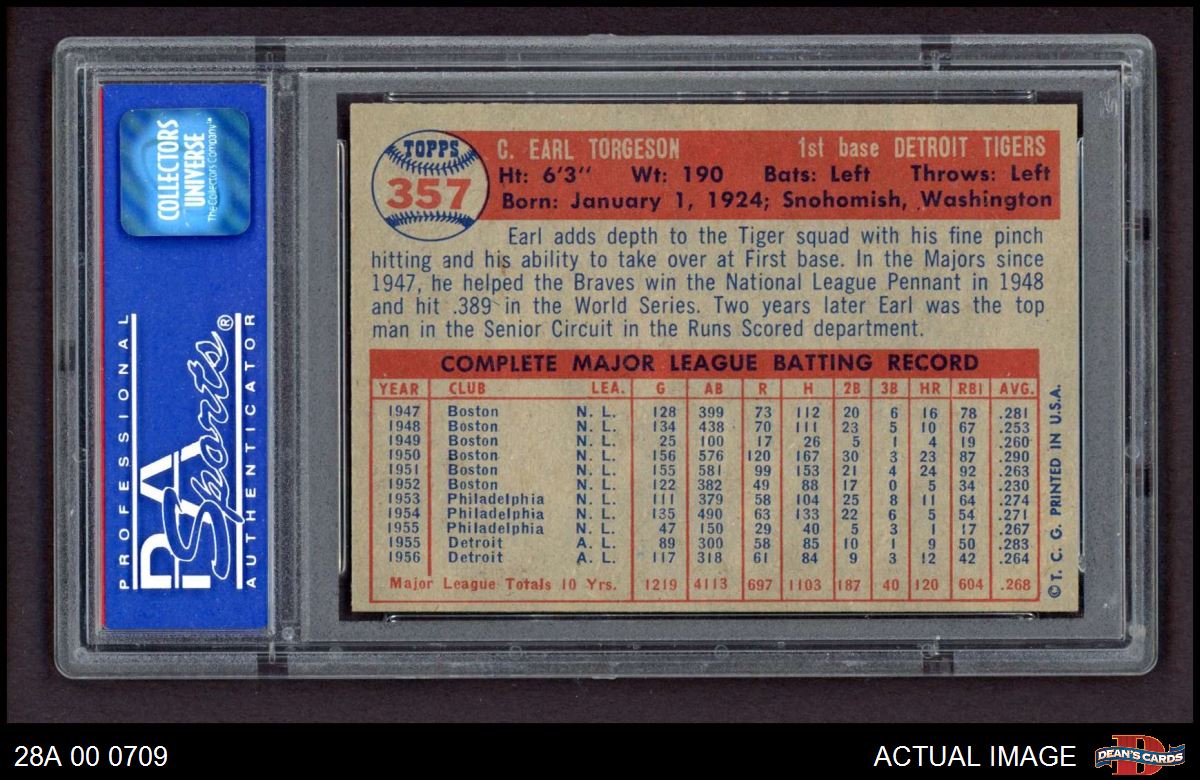 COLLECTORS
UNIVERSE
The Collectors Company™
PROFESSIONAL
PSA
Sports®
AUTHENTICATOR
TOPPS
357
C. EARL TORGESON 1st base DETROIT TIGERS
Ht: 6'3" Wt: 190 Bats: Left Throws: Left
Born: January 1, 1924; Snohomish, Washington
Earl adds depth to the Tiger squad with his fine pinch
hitting and his ability to take over at First base. In the Majors since
1947, he helped the Braves win the National League Pennant in 1948
and hit .389 in the World Series. Two years later Earl was the top
man in the Senior Circuit in the Runs Scored department.
COMPLETE MAJOR LEAGUE BATTING RECORD
YEAR CLUB LEA. G AB R H 2B 3B HR RBI AVG.
1947 Boston N. L. 128 399 73 112 20 6 16 78 .281
1948 Boston N. L. 134 438 70 111 23 5 10 67 .253
1949 Boston N. L. 25 100 17 26 5 1 4 19 .260
1950 Boston N. L. 156 576 120 167 30 3 23 87 .290
1951 Boston N. L. 155 581 99 153 21 4 24 92 .263
1952 Boston N. L. 122 382 49 88 17 0 5 34 .230
1953 Philadelphia N. L. 111 379 58 104 25 8 11 64 .274
1954 Philadelphia N. L. 135 490 63 133 22 6 5 54 .271
1955 Philadelphia N. L. 47 150 29 40 5 3 1 17 .267
1955 Detroit A. L. 89 300 58 85 10 1 9 50 .283
1956 Detroit A. L. 117 318 61 84 9 3 12 42 .264
Major League Totals 10 Yrs. 1219 4113 697 1103 187 40 120 604 .268
© T. C. G. PRINTED IN U.S.A.
28A 00 0709
ACTUAL IMAGE
DEAN'S CARDS